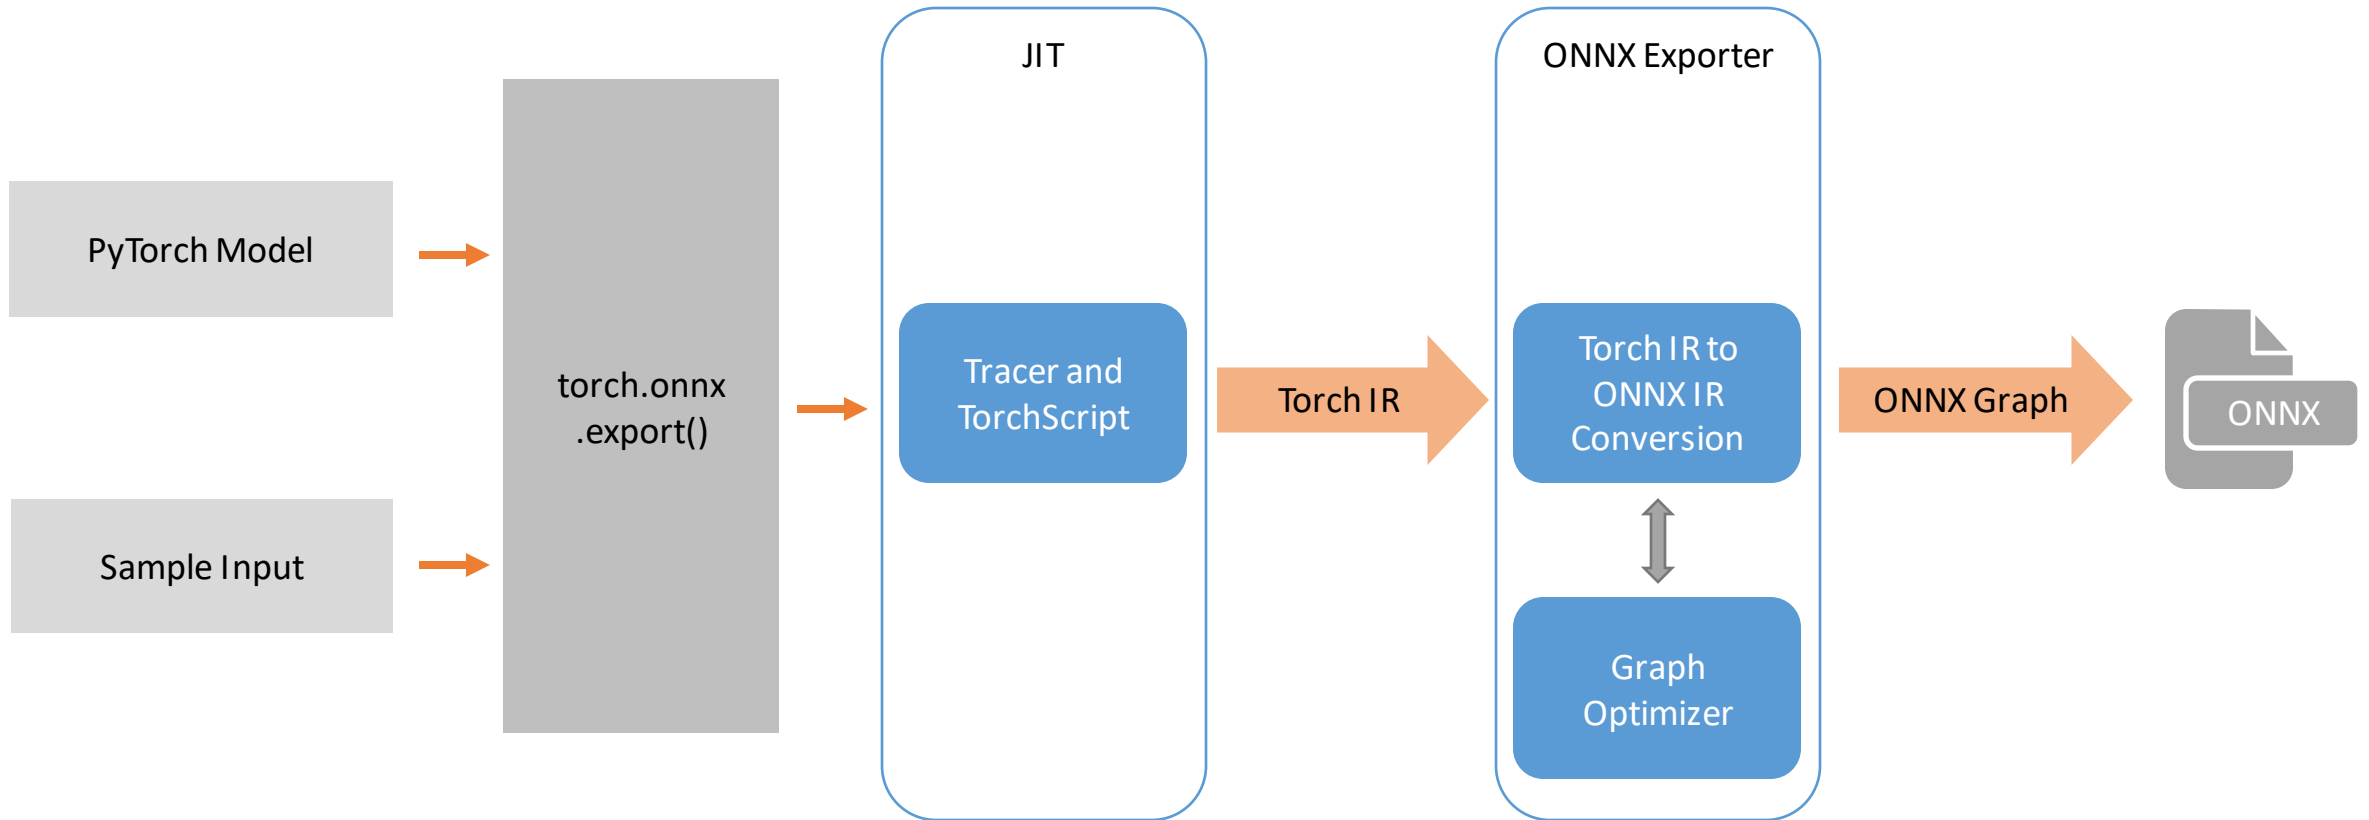 JIT
ONNX Exporter
PyTorch Model
Sample Input
torch.onnx
.export()
Tracer and
TorchScript
Torch IR
Torch IR to
ONNX IR
Conversion
Graph
Optimizer
ONNX Graph
ONNX